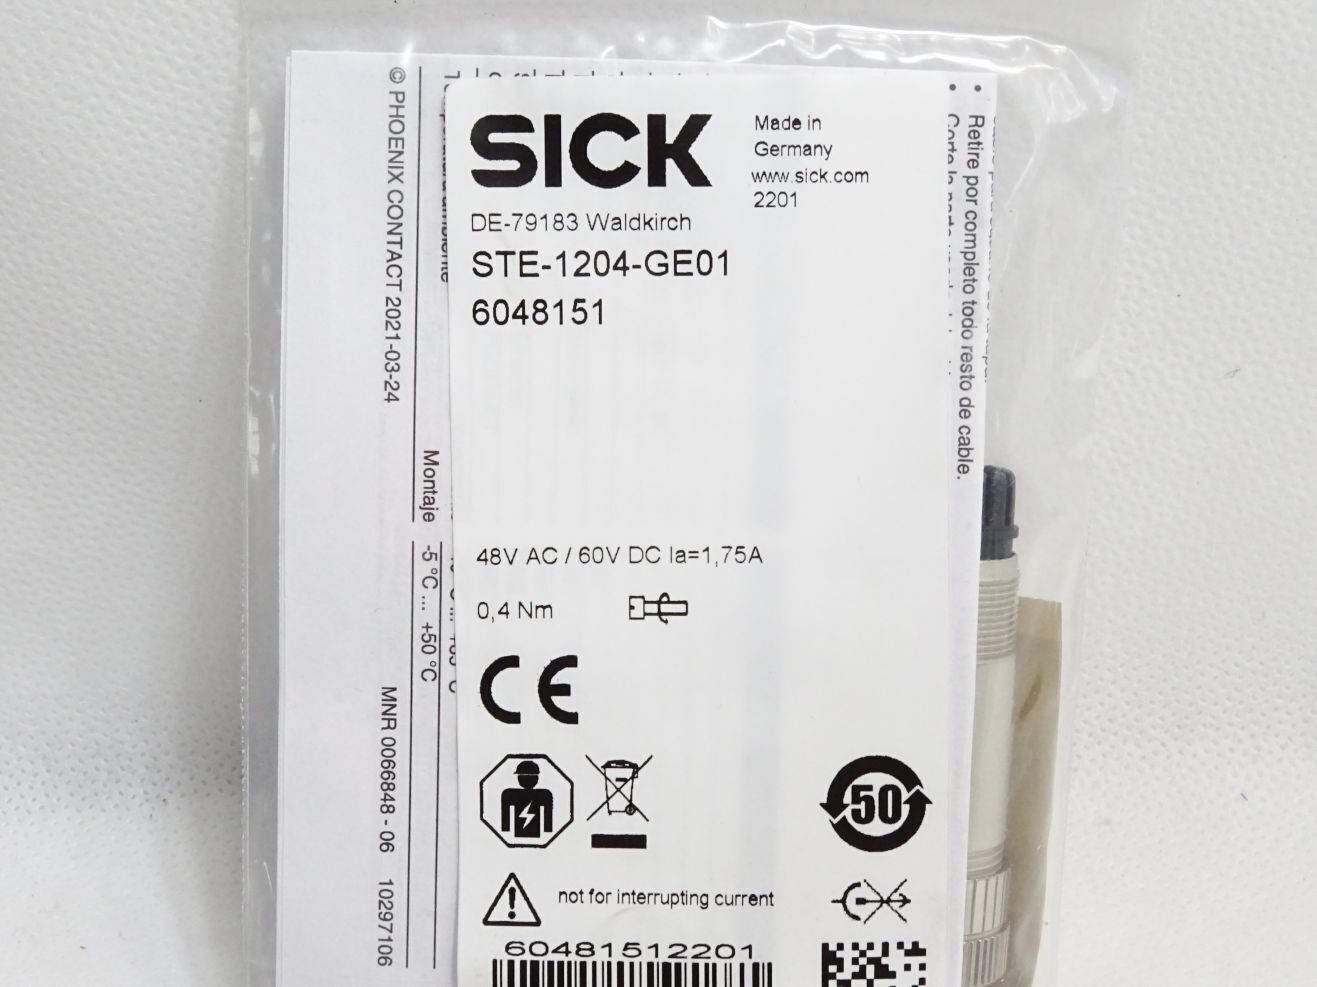 SICK
Made in
Germany
www.sick.com
2201
DE-79183 Waldkirch
STE-1204-GE01
6048151
48V AC / 60V DC Ia=1,75A
0,4 Nm
CE
50
not for interrupting current
60481512201
© PHOENIX CONTACT 2021-03-24
MNR 0066848 - 06 10297106
Montaje -5 °C ... +50 °C
• Retire por completo todo resto de cable.